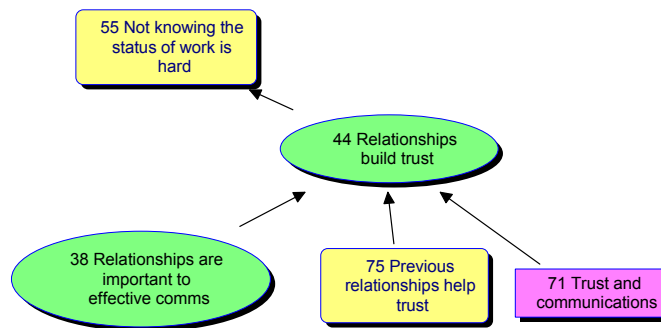 55 Not knowing the
status of work is
hard
44 Relationships
build trust
38 Relationships are
important to
effective comms
75 Previous
relationships help
trust
71 Trust and
communications